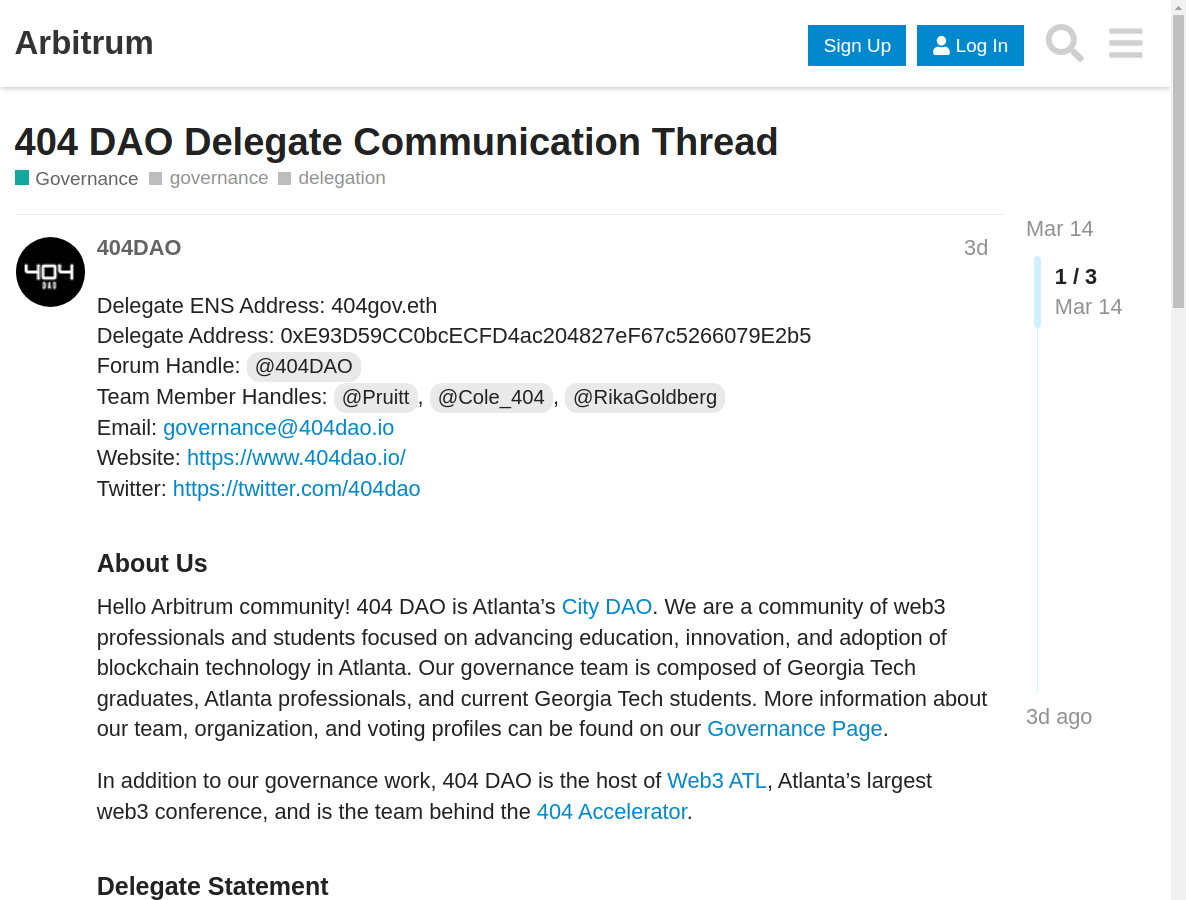 Arbitrum
Sign Up
Log In
404 DAO Delegate Communication Thread
Governance governance delegation
Mar 14
404
DAO
404DAO
3d
1 / 3
Mar 14
Delegate ENS Address: 404gov.eth
Delegate Address: 0xE93D59CC0bcECFD4ac204827eF67c5266079E2b5
Forum Handle: @404DAO
Team Member Handles: @Pruitt, @Cole_404, @RikaGoldberg
Email: governance@404dao.io
Website: https://www.404dao.io/
Twitter: https://twitter.com/404dao
About Us
Hello Arbitrum community! 404 DAO is Atlanta’s City DAO. We are a community of web3
professionals and students focused on advancing education, innovation, and adoption of
blockchain technology in Atlanta. Our governance team is composed of Georgia Tech
graduates, Atlanta professionals, and current Georgia Tech students. More information about
our team, organization, and voting profiles can be found on our Governance Page.
3d ago
In addition to our governance work, 404 DAO is the host of Web3 ATL, Atlanta’s largest
web3 conference, and is the team behind the 404 Accelerator.
Delegate Statement